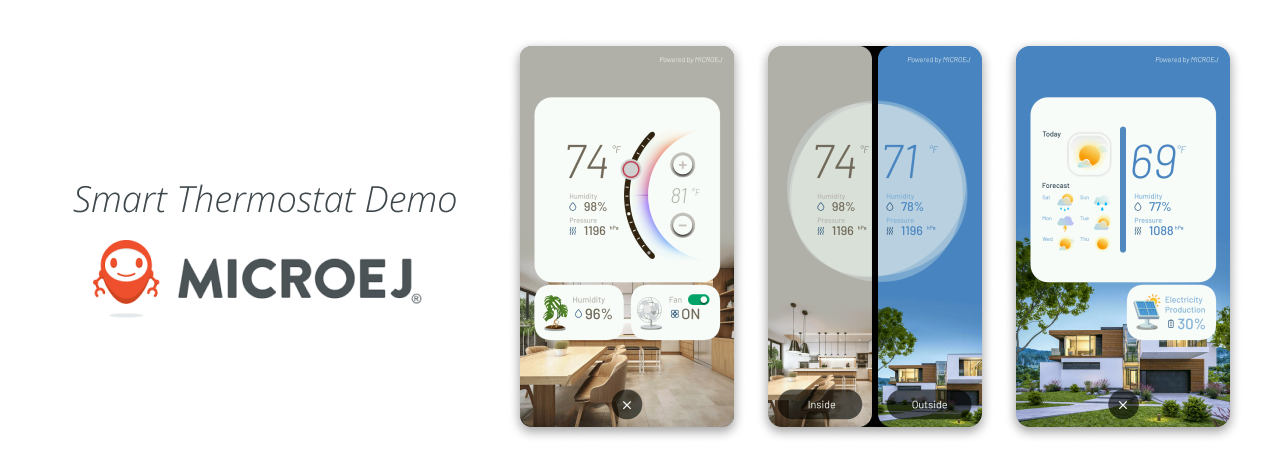 Smart Thermostat Demo
MICROEJ®
Powered by MICROEJ
74 °F
Humidity
98%
Pressure
1196 hPa
+
81 °F
−
Humidity
96%
Fan
ON
Powered by MICROEJ
74 °F
Humidity
98%
Pressure
1196 hPa
71 °F
Humidity
78%
Pressure
1196 hPa
Inside
Outside
Powered by MICROEJ
Today
Forecast
Sat
Sun
Mon
Tue
Wed
Thu
69 °F
Humidity
77%
Pressure
1088 hPa
Electricity
Production
30%